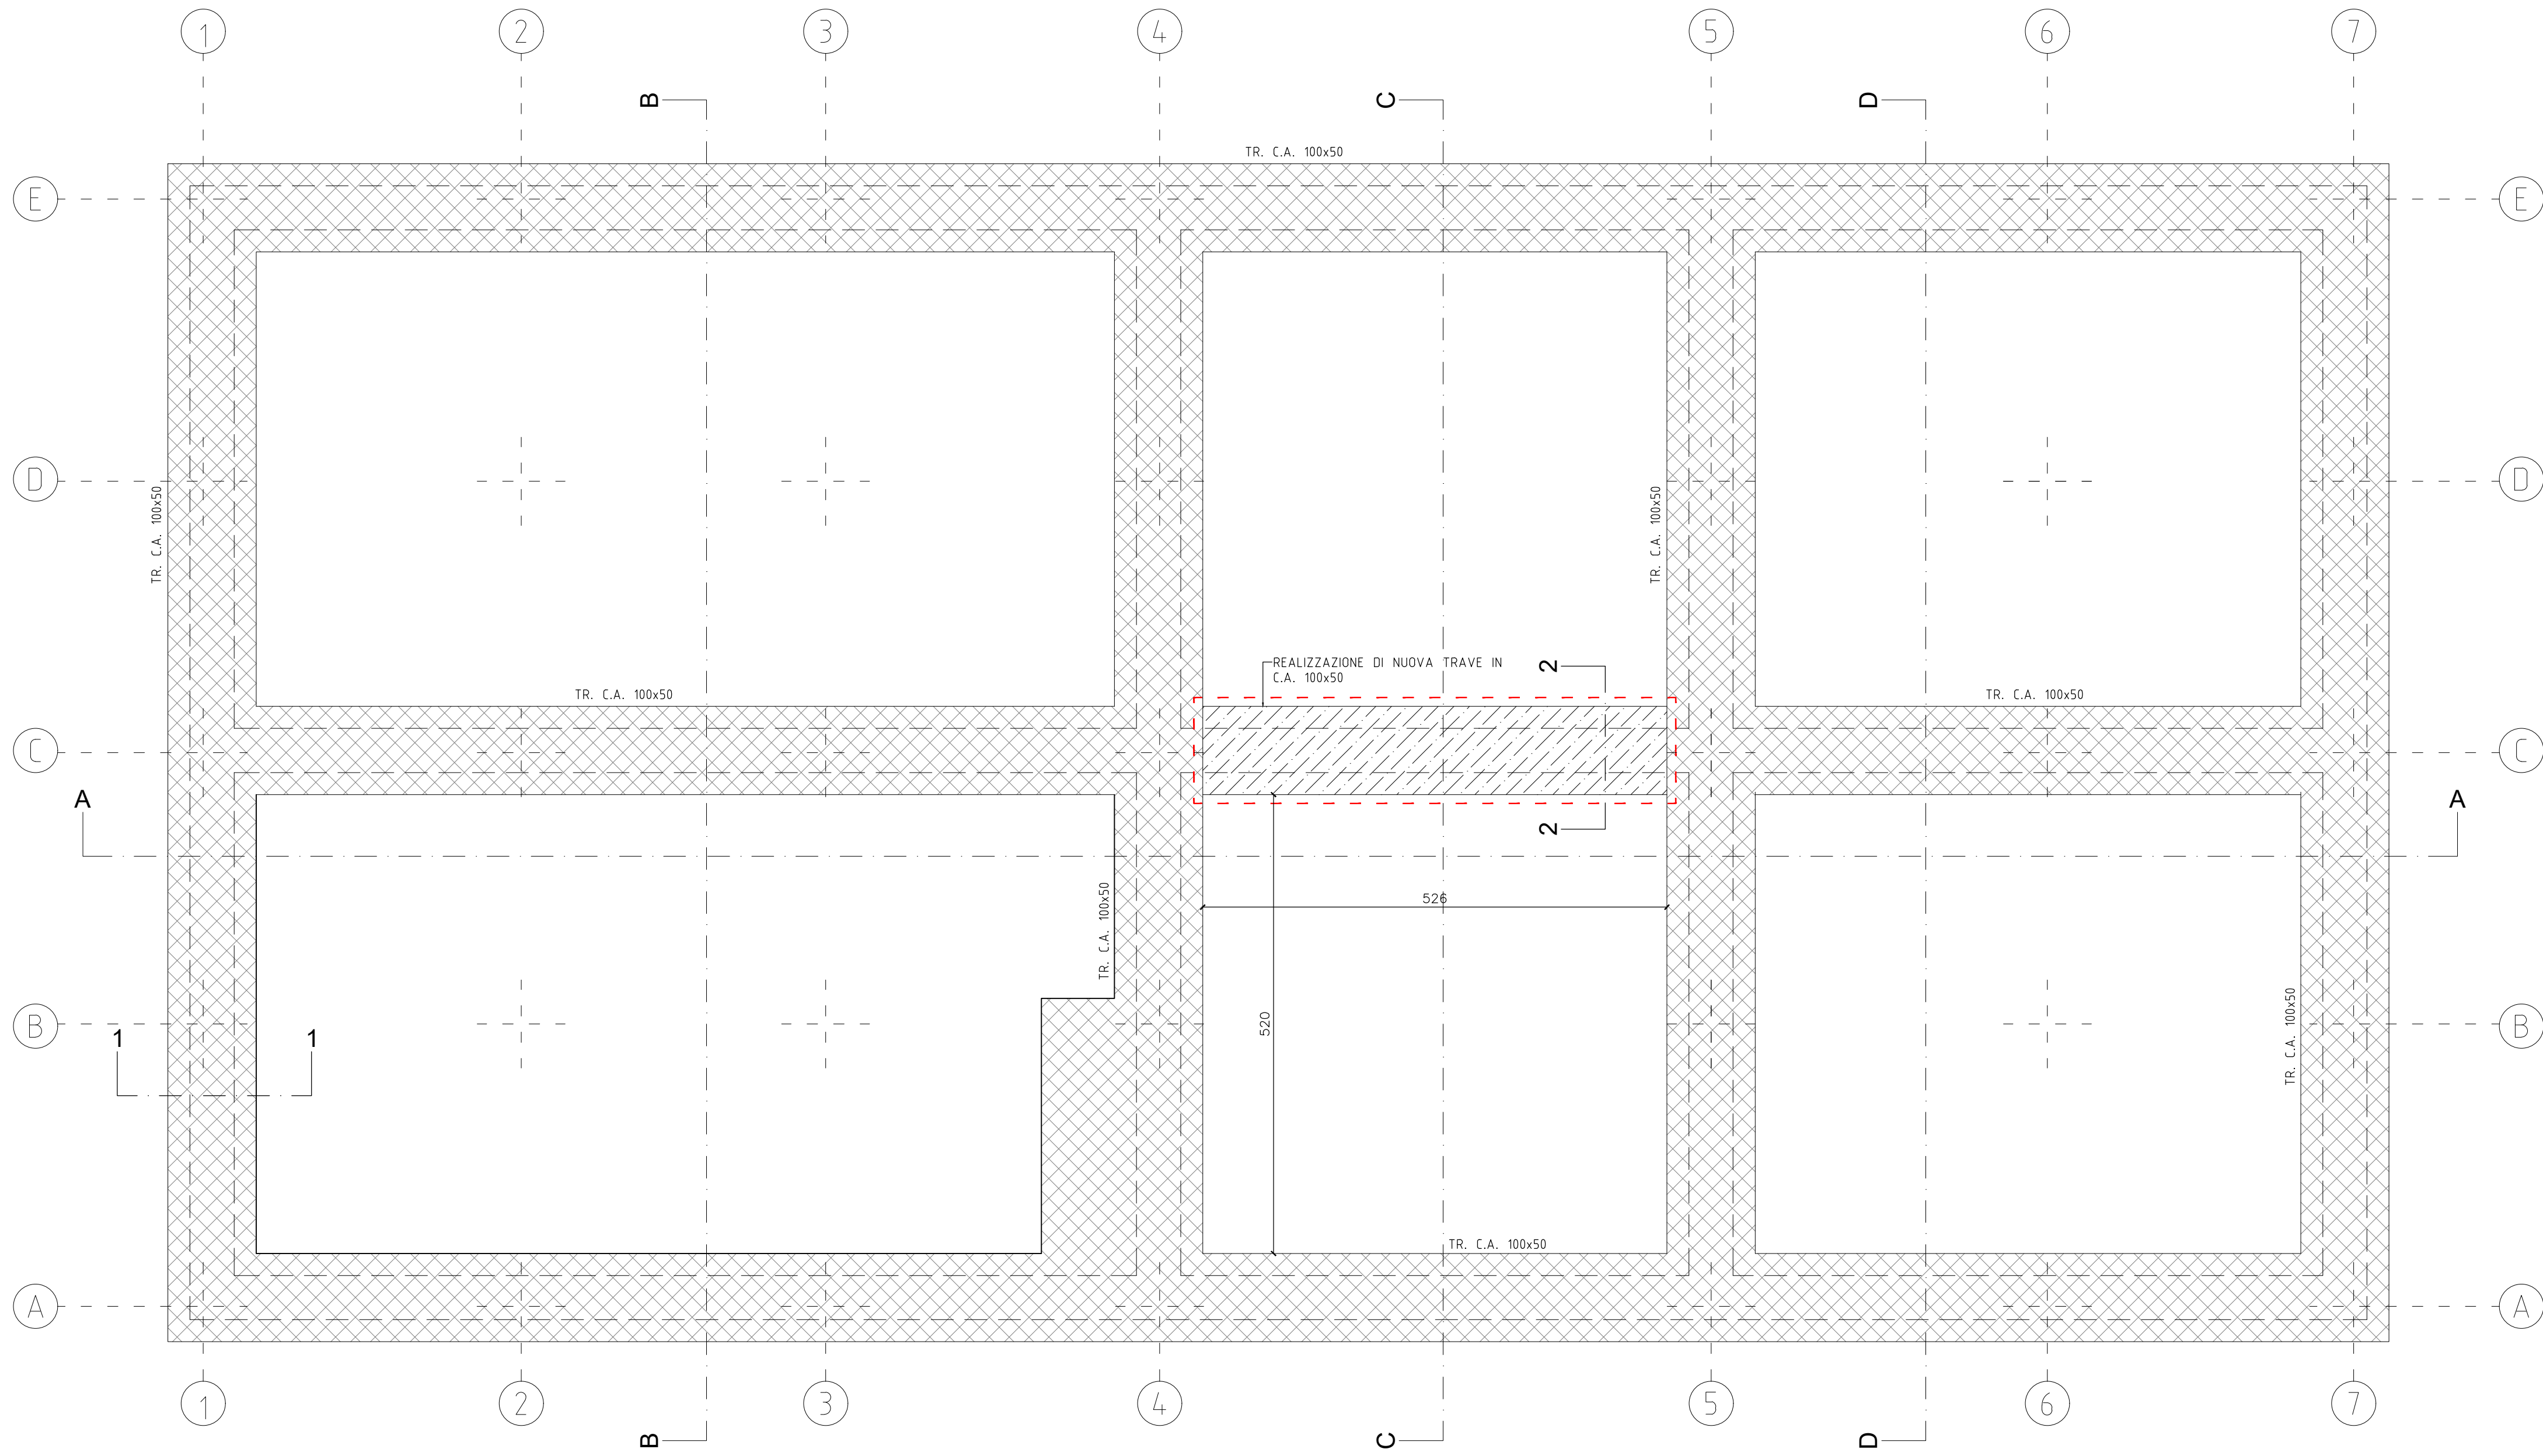 1 2 3 4 5 6 7
B C D
TR. C.A. 100x50
E E
D D
TR. C.A. 100x50
TR. C.A. 100x50
REALIZZAZIONE DI NUOVA TRAVE IN
C.A. 100x50
2
TR. C.A. 100x50
TR. C.A. 100x50
C C
A A
2
526
TR. C.A. 100x50
520
B B
1 1
TR. C.A. 100x50
TR. C.A. 100x50
A A
1 2 3 4 5 6 7
B C D